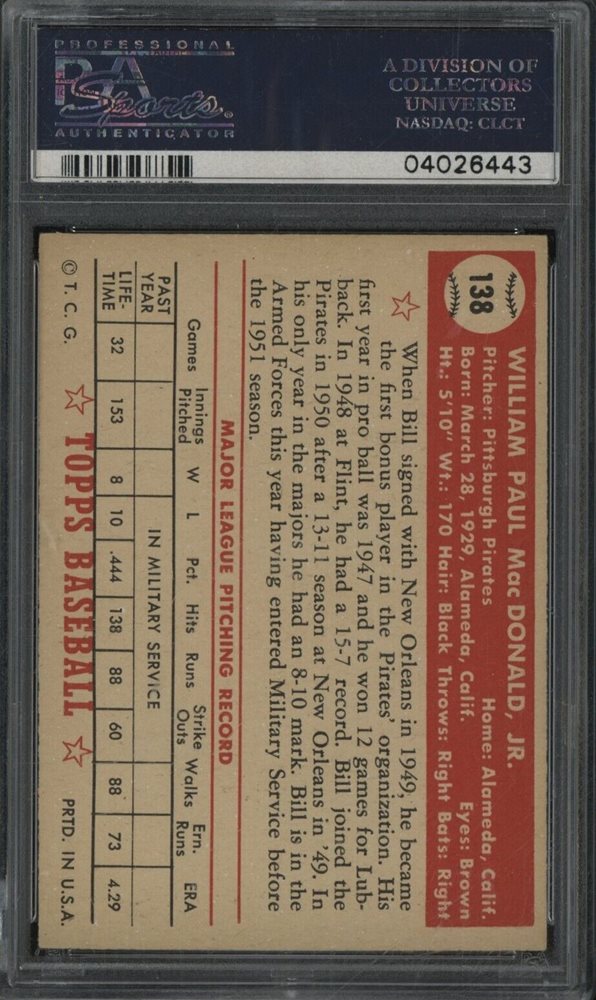 PROFESSIONAL
PSA
Sports.
AUTHENTICATOR
A DIVISION OF
COLLECTORS
UNIVERSE
NASDAQ: CLCT
04026443
138
WILLIAM PAUL Mac DONALD, JR.
Pitcher: Pittsburgh Pirates Home: Alameda, Calif.
Born: March 28, 1929, Alameda, Calif. Eyes: Brown
Ht.: 5'10" Wt.: 170 Hair: Black Throws: Right Bats: Right
When Bill signed with New Orleans in 1949, he became
the first bonus player in the Pirates' organization. His
first year in pro ball was 1947 and he won 12 games for Lub-
back. In 1948 at Flint, he had a 15-7 record. Bill joined the
Pirates in 1950 after a 13-11 season at New Orleans in '49. In
his only year in the majors he had an 8-10 mark. Bill is in the
Armed Forces this year having entered Military Service before
the 1951 season.
MAJOR LEAGUE PITCHING RECORD
Games Innings Pitched W L Pct. Hits Runs Strike Outs Walks Ern. Runs ERA
PAST YEAR IN MILITARY SERVICE
LIFE-TIME 32 153 8 10 .444 138 88 60 88 73 4.29
© T. C. G. TOPPS BASEBALL PRTD. IN U.S.A.